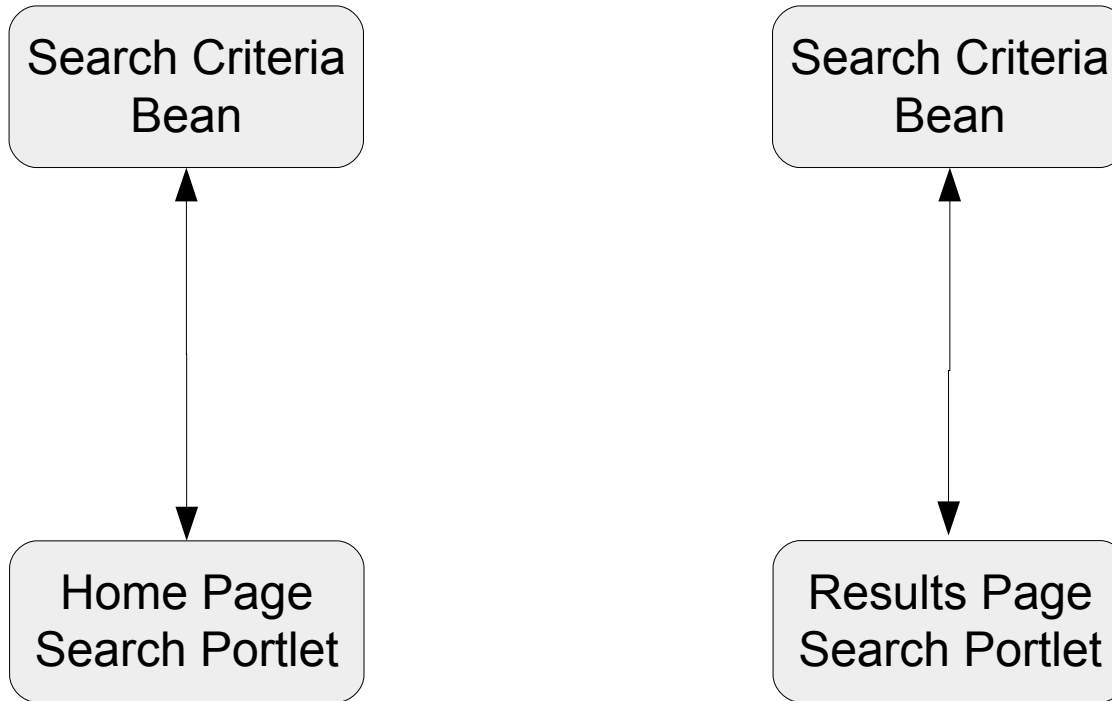 Search Criteria
Bean
Search Criteria
Bean
Home Page
Search Portlet
Results Page
Search Portlet